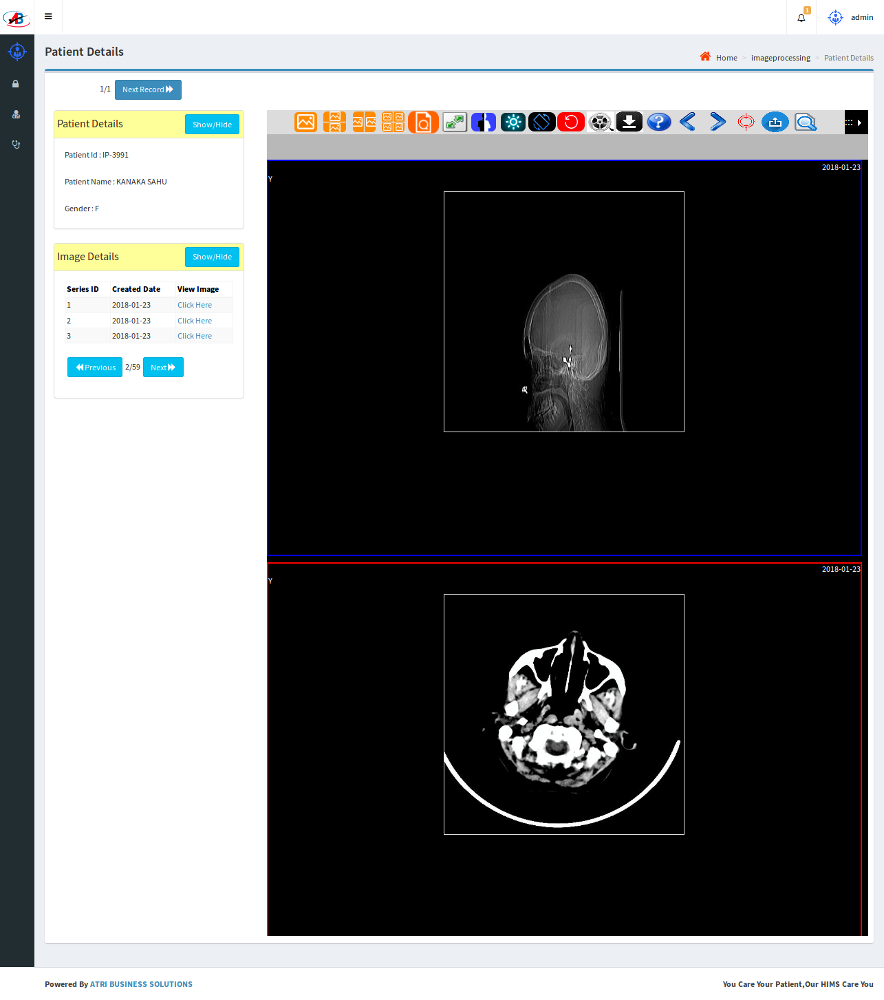 AB
1
admin
Patient Details
Home > imageprocessing > Patient Details
1/1 Next Record
Patient Details Show/Hide
Patient Id : IP-3991
Patient Name : KANAKA SAHU
Gender : F
Image Details Show/Hide
Series ID Created Date View Image
1 2018-01-23 Click Here
2 2018-01-23 Click Here
3 2018-01-23 Click Here
Previous 2/59 Next
2018-01-23
Y
R
2018-01-23
Y
Powered By ATRI BUSINESS SOLUTIONS
You Care Your Patient,Our HIMS Care You